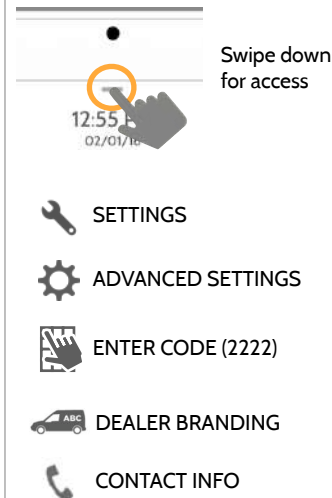 Swipe down
for access
12:55
02/01/1
SETTINGS
ADVANCED SETTINGS
ENTER CODE (2222)
ABC
DEALER BRANDING
CONTACT INFO